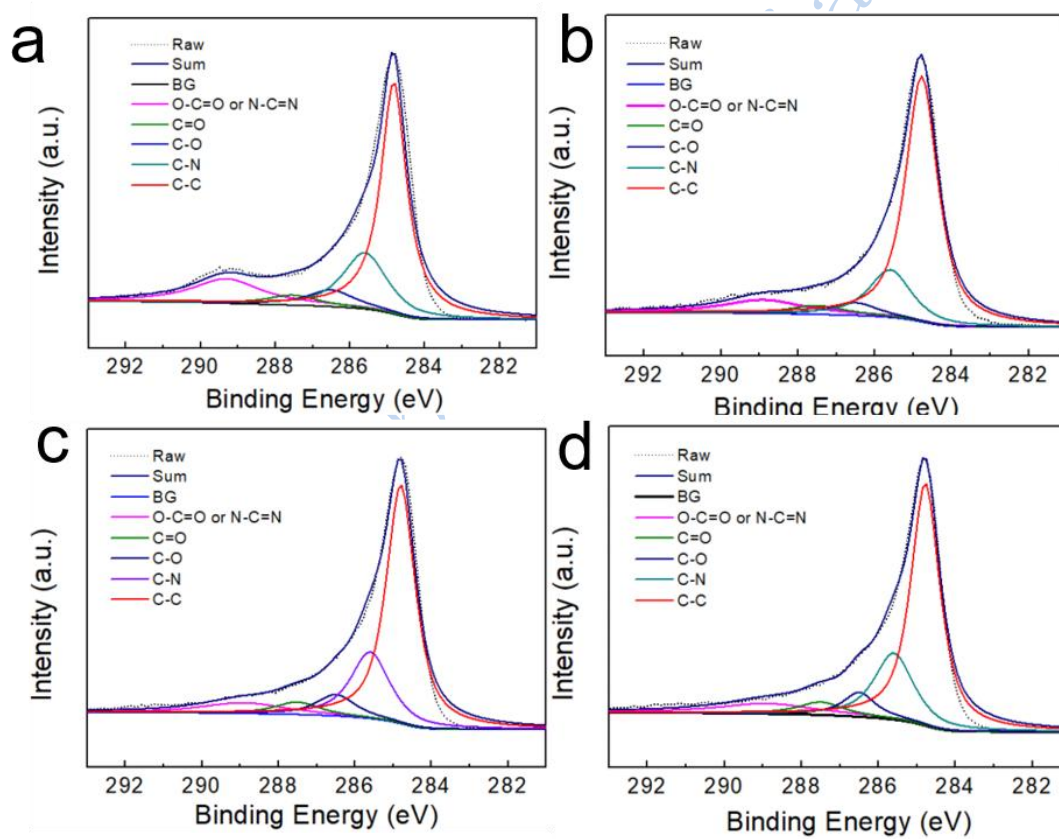 a
Raw
Sum
BG
O-C=O or N-C=N
C=O
C-O
C-N
C-C
Intensity (a.u.)
292 290 288 286 284 282
Binding Energy (eV)
b
Raw
Sum
BG
O-C=O or N-C=N
C=O
C-O
C-N
C-C
Intensity (a.u.)
292 290 288 286 284 282
Binding Energy (eV)
c
Raw
Sum
BG
O-C=O or N-C=N
C=O
C-O
C-N
C-C
Intensity (a.u.)
292 290 288 286 284 282
Binding Energy (eV)
d
Raw
Sum
BG
O-C=O or N-C=N
C=O
C-O
C-N
C-C
Intensity (a.u.)
292 290 288 286 284 282
Binding Energy (eV)